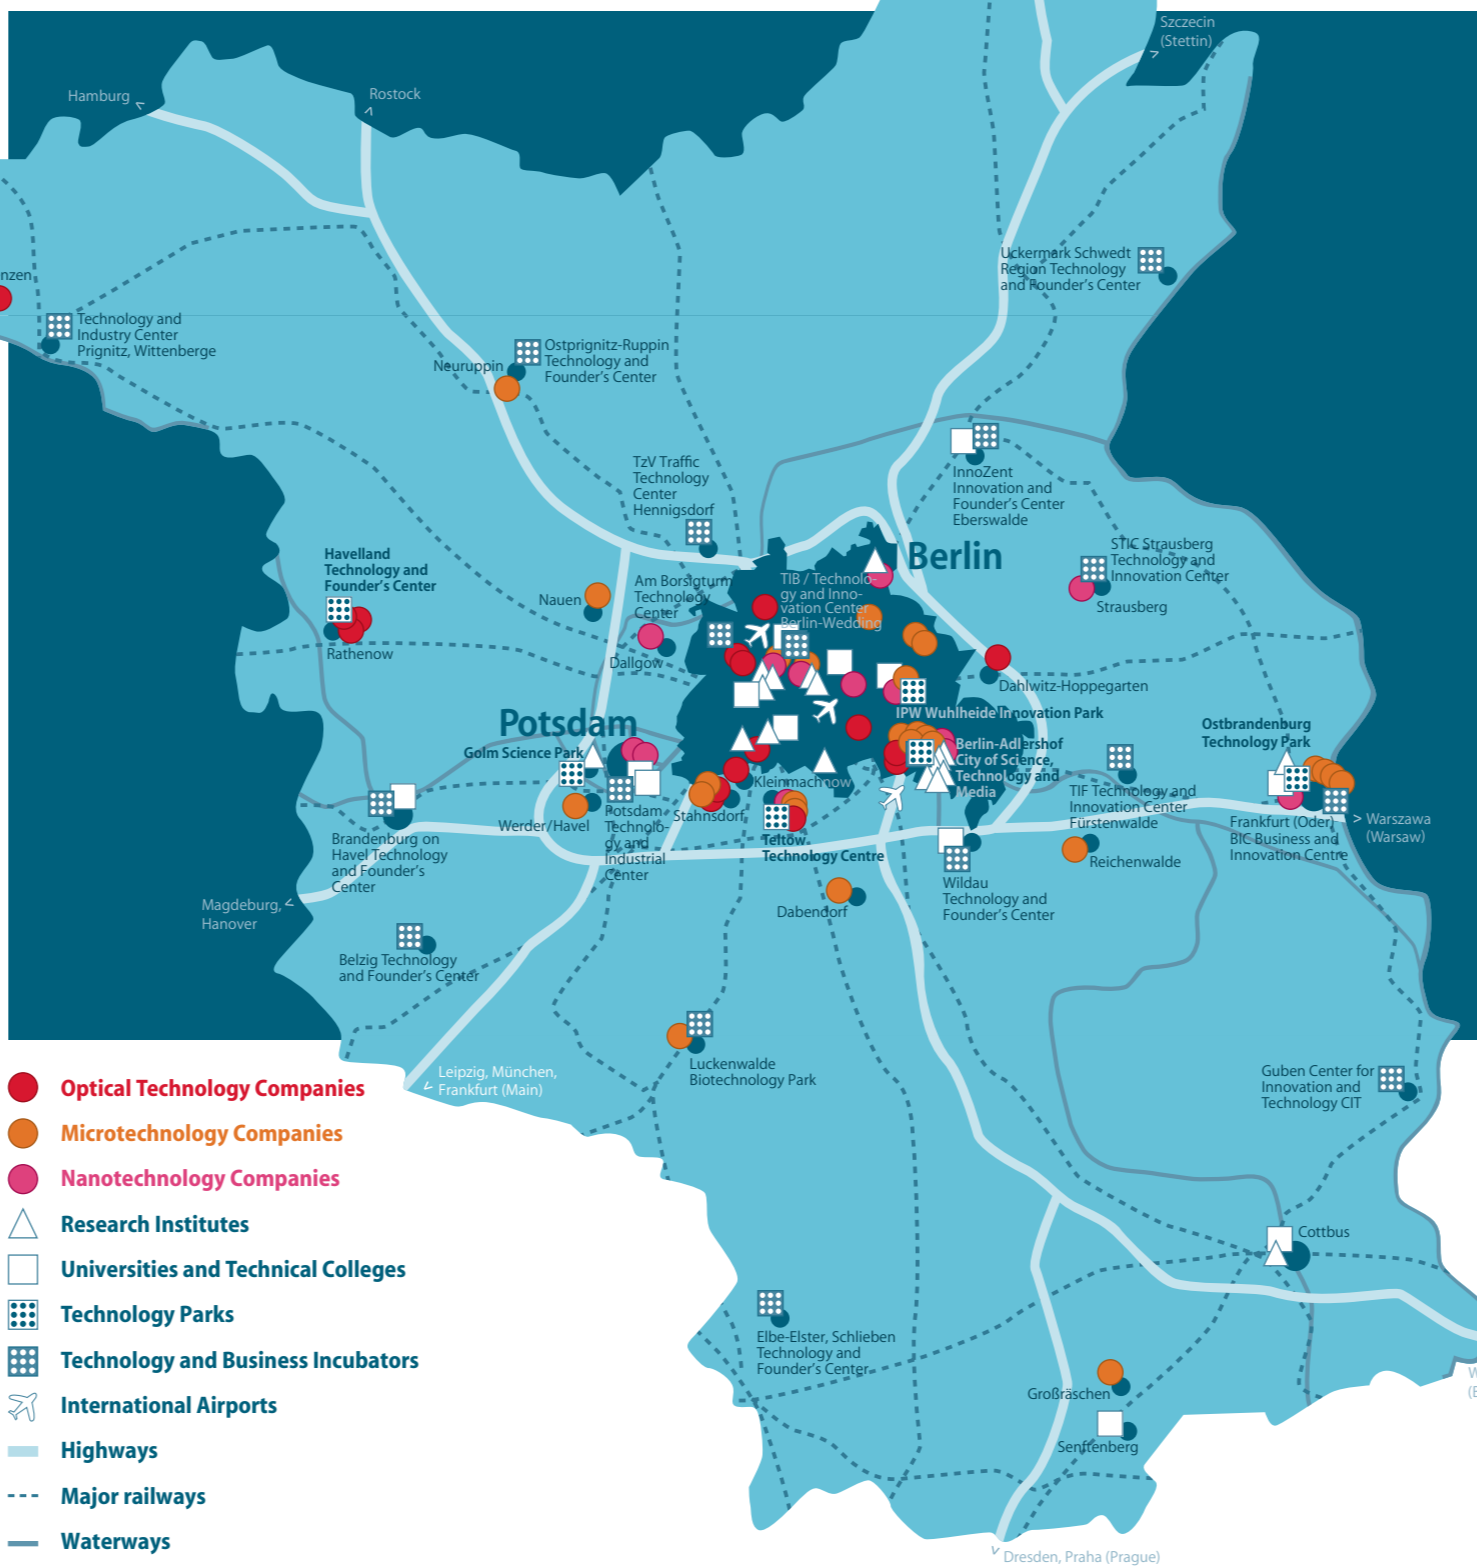 Szczecin
(Stettin)
Hamburg
Rostock
Uckermark Schwedt
Region Technology
and Founder's Center
nzen
Technology and
Industry Center
Prignitz, Wittenberge
Neuruppin
Ostprignitz-Ruppin
Technology and
Founder's Center
TzV Traffic
Technology
Center
Hennigsdorf
InnoZent
Innovation and
Founder's Center
Eberswalde
Berlin
STIC Strausberg
Technology and
Innovation Center
Strausberg
Havelland
Technology and
Founder's Center
Rathenow
Nauen
Am Borsigturm
Technology
Center
Dallgow
TIB / Technolo-
gy and Inno-
vation Center
Berlin-Wedding
Dahlwitz-Hoppegarten
IPW Wuhlheide Innovation Park
Potsdam
Golm Science Park
Berlin-Adlershof
City of Science,
Technology and
Media
Ostbrandenburg
Technology Park
Kleinmachnow
Stahnsdorf
Werder/Havel
Potsdam
Technolo-
gy and
Industrial
Center
Teltow
Technology Centre
TIF Technology and
Innovation Center
Fürstenwalde
Reichenwalde
Frankfurt (Oder)
BIC Business and
Innovation Centre
Warszawa
(Warsaw)
Brandenburg on
Havel Technology
and Founder's
Center
Magdeburg,
Hanover
Wildau
Technology and
Founder's Center
Dabendorf
Belzig Technology
and Founder's Center
Luckenwalde
Biotechnology Park
Leipzig, München,
Frankfurt (Main)
Guben Center for
Innovation and
Technology CIT
Cottbus
Elbe-Elster, Schlieben
Technology and
Founder's Center
Großräschen
Senftenberg
W
(B
Dresden, Praha (Prague)
Optical Technology Companies
Microtechnology Companies
Nanotechnology Companies
Research Institutes
Universities and Technical Colleges
Technology Parks
Technology and Business Incubators
International Airports
Highways
Major railways
Waterways